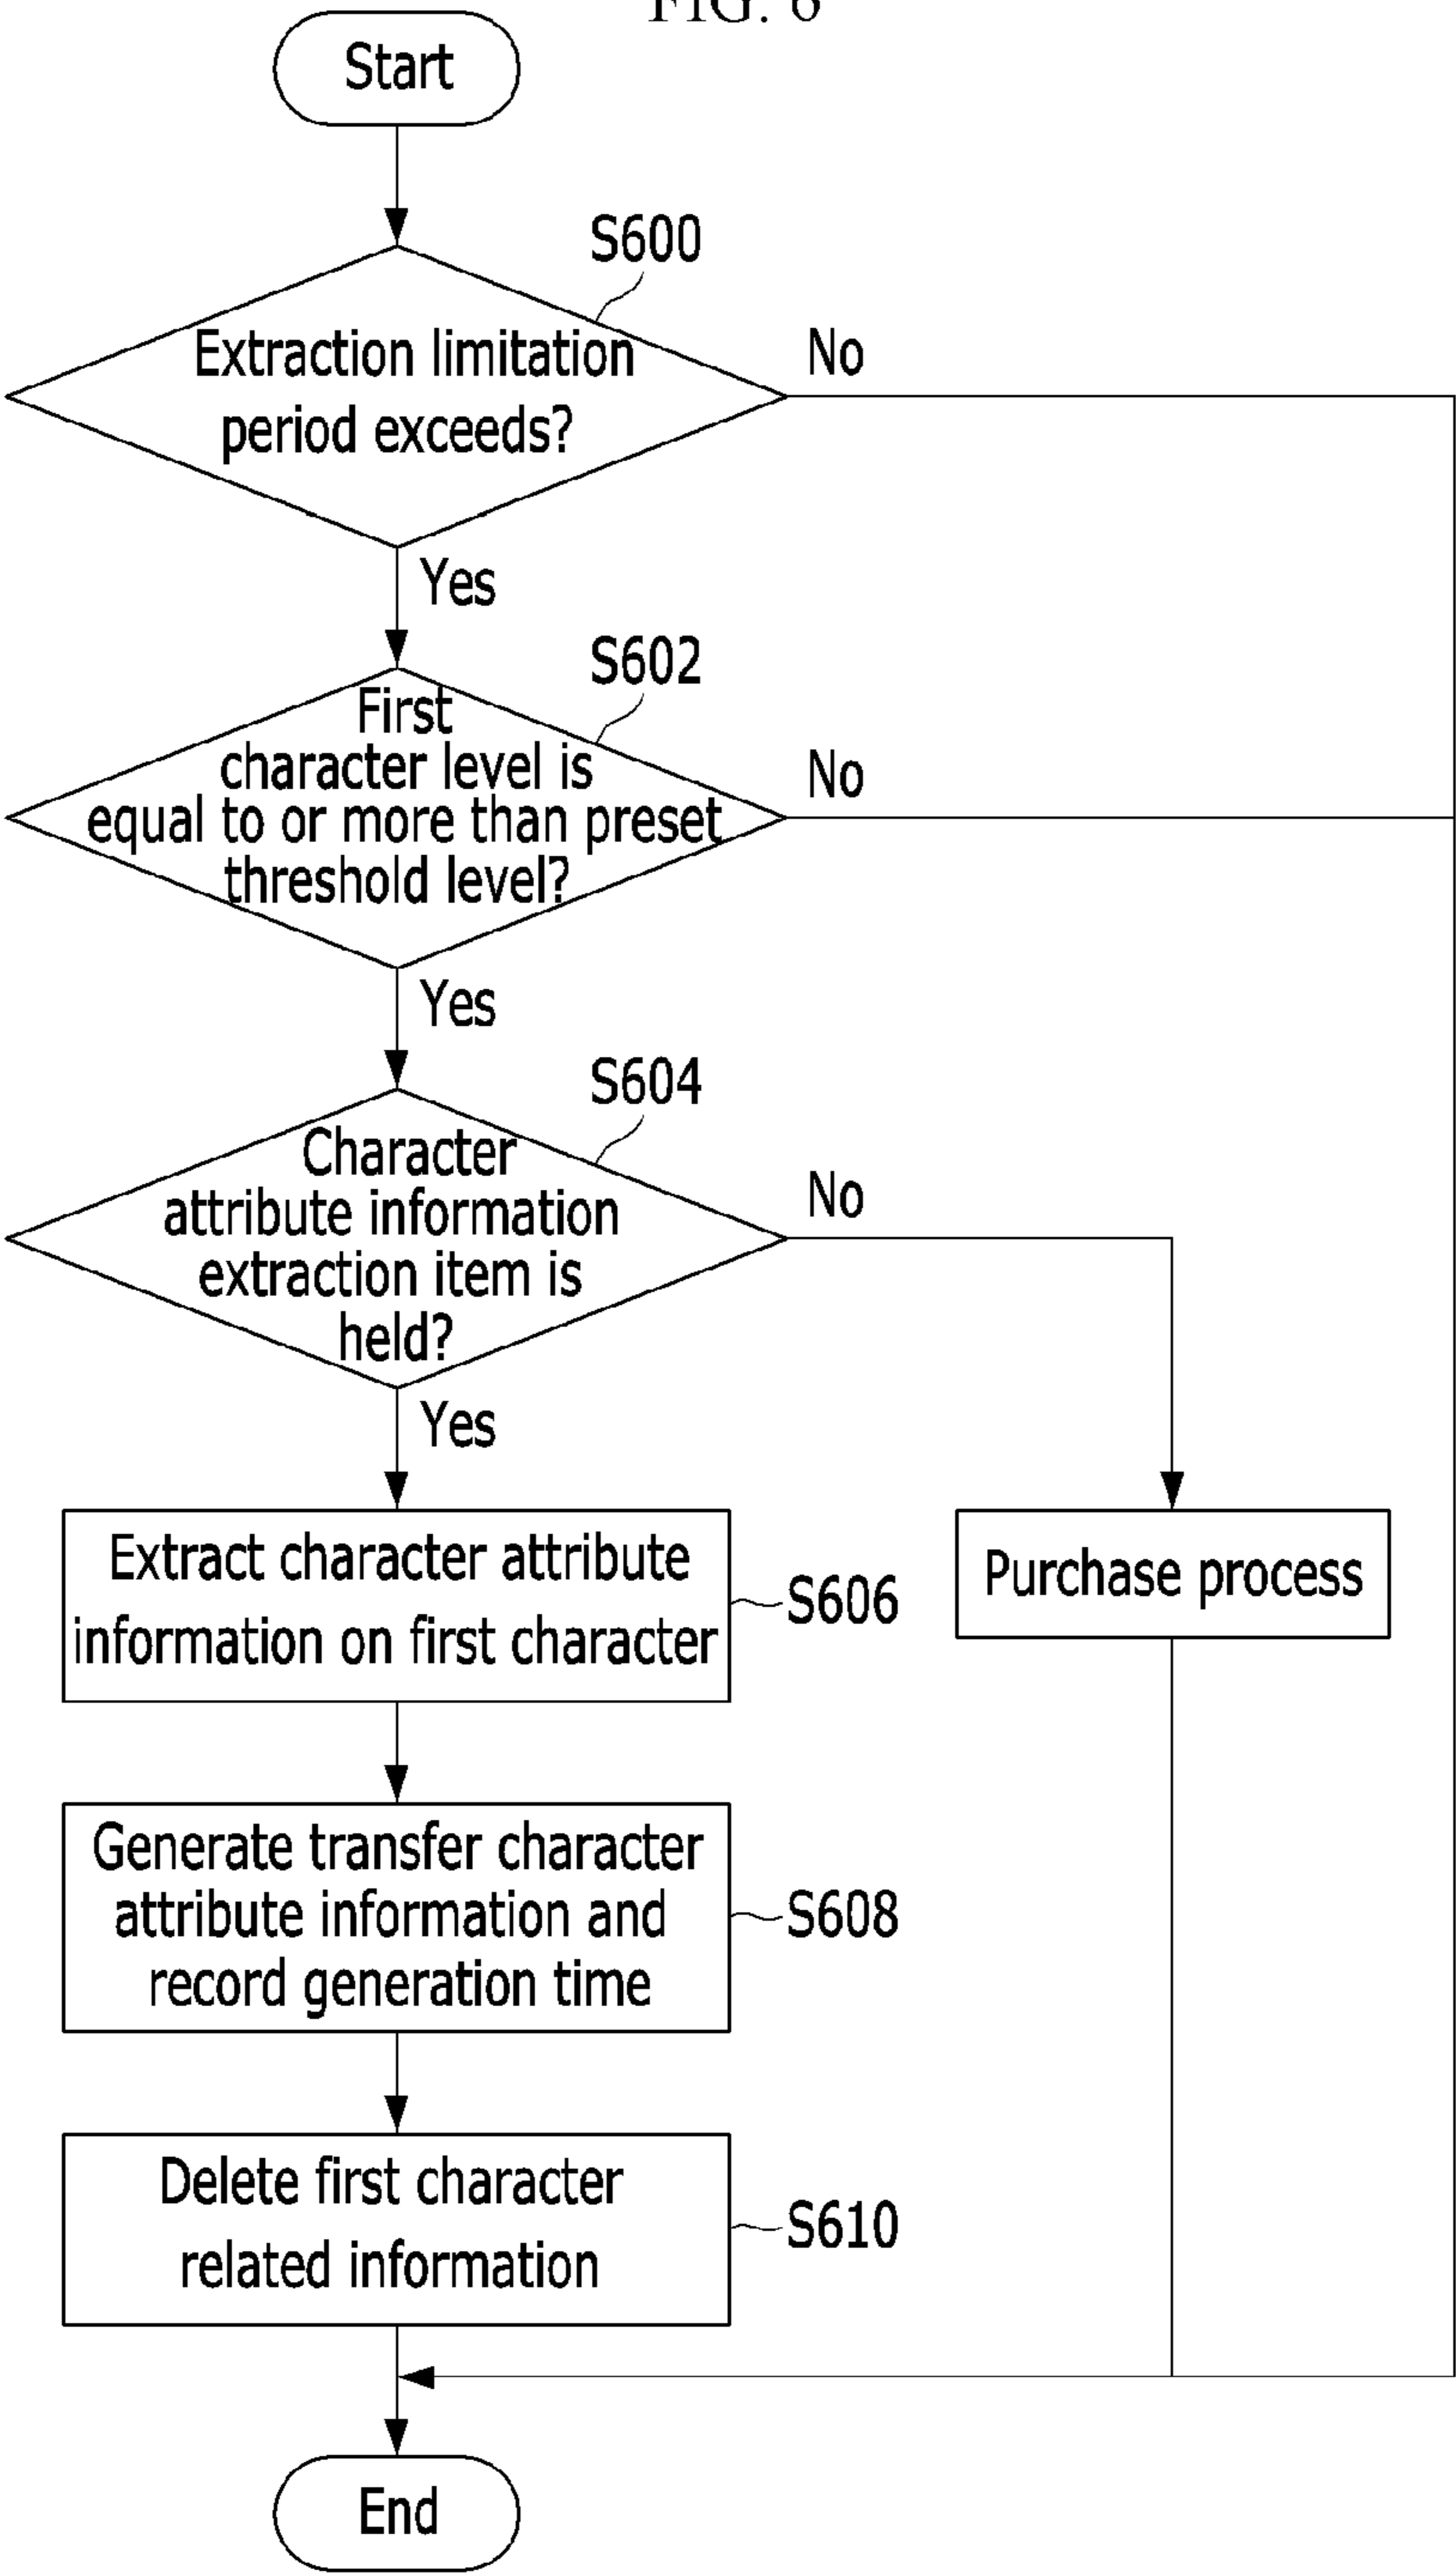 FIG. 6
Start
S600
Extraction limitation
period exceeds?
No
Yes
S602
First
character level is
equal to or more than preset
threshold level?
No
Yes
S604
Character
attribute information
extraction item is
held?
No
Yes
Extract character attribute
information on first character
S606
Purchase process
Generate transfer character
attribute information and
record generation time
S608
Delete first character
related information
S610
End